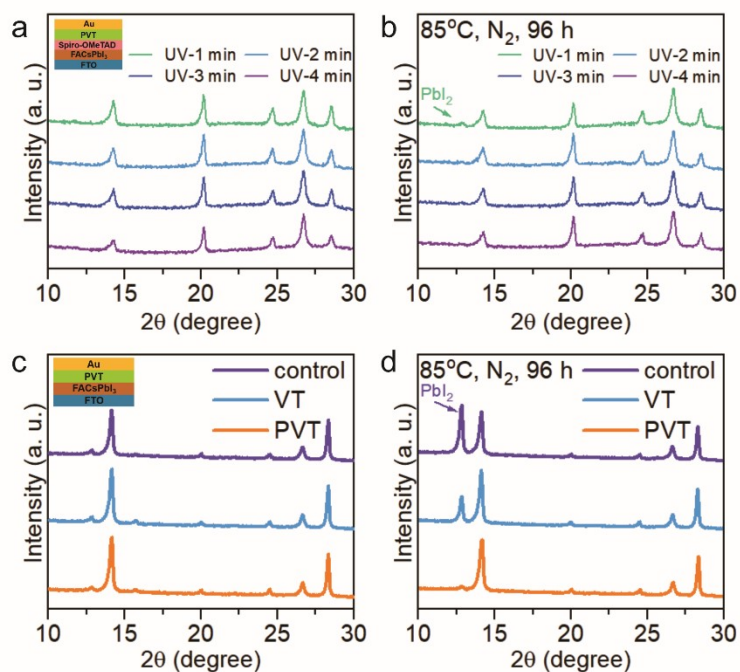 a
Au
PVT
Spiro-OMeTAD
FACsPbI₃
FTO
UV-1 min
UV-2 min
UV-3 min
UV-4 min
Intensity (a. u.)
10 15 20 25 30
2θ (degree)
b
85°C, N₂, 96 h
UV-1 min
UV-2 min
UV-3 min
UV-4 min
PbI₂
Intensity (a. u.)
10 15 20 25 30
2θ (degree)
c
Au
PVT
FACsPbI₃
FTO
control
VT
PVT
Intensity (a. u.)
10 15 20 25 30
2θ (degree)
d
85°C, N₂, 96 h
PbI₂
control
VT
PVT
Intensity (a. u.)
10 15 20 25 30
2θ (degree)